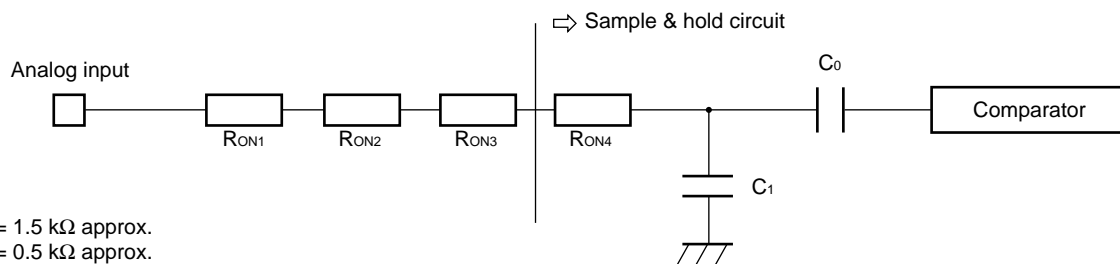 ⇨ Sample & hold circuit
Analog input
C0
Comparator
RON1 RON2 RON3 RON4
C1
= 1.5 kΩ approx.
= 0.5 kΩ approx.